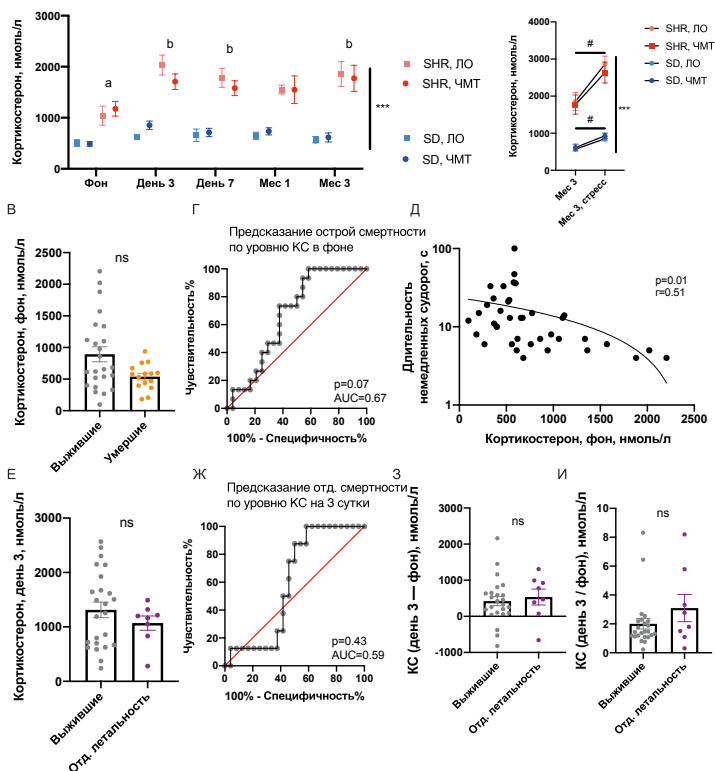 Кортикостерон, нмоль/л
3000
2000
1000
0
a
b
b
b
***
Фон
День 3
День 7
Мес 1
Мес 3
SHR, ЛО
SHR, ЧМТ
SD, ЛО
SD, ЧМТ
Кортикостерон, нмоль/л
4000
3000
2000
1000
0
#
#
***
Мес 3
Мес 3, стресс
SHR, ЛО
SHR, ЧМТ
SD, ЛО
SD, ЧМТ
В
Кортикостерон, фон, нмоль/л
2500
2000
1500
1000
500
0
ns
Выжившие
Умершие
Г
Предсказание острой смертности
по уровню КС в фоне
Чувствительность%
100
80
60
40
20
0
0
20
40
60
80
100
p=0.07
AUC=0.67
100% - Специфичность%
Д
Длительность
немедленных судорог, с
100
10
1
0
500
1000
1500
2000
2500
p=0.01
r=0.51
Кортикостерон, фон, нмоль/л
Е
Кортикостерон, день 3, нмоль/л
3000
2000
1000
0
ns
Выжившие
Отд. летальность
Ж
Предсказание отд. смертности
по уровню КС на 3 сутки
Чувствительность%
100
80
60
40
20
0
0
20
40
60
80
100
p=0.43
AUC=0.59
100% - Специфичность%
З
КС (день 3 — фон), нмоль/л
3000
2000
1000
0
-1000
ns
Выжившие
Отд. летальность
И
КС (день 3 / фон), нмоль/л
10
8
6
4
2
0
ns
Выжившие
Отд. летальность